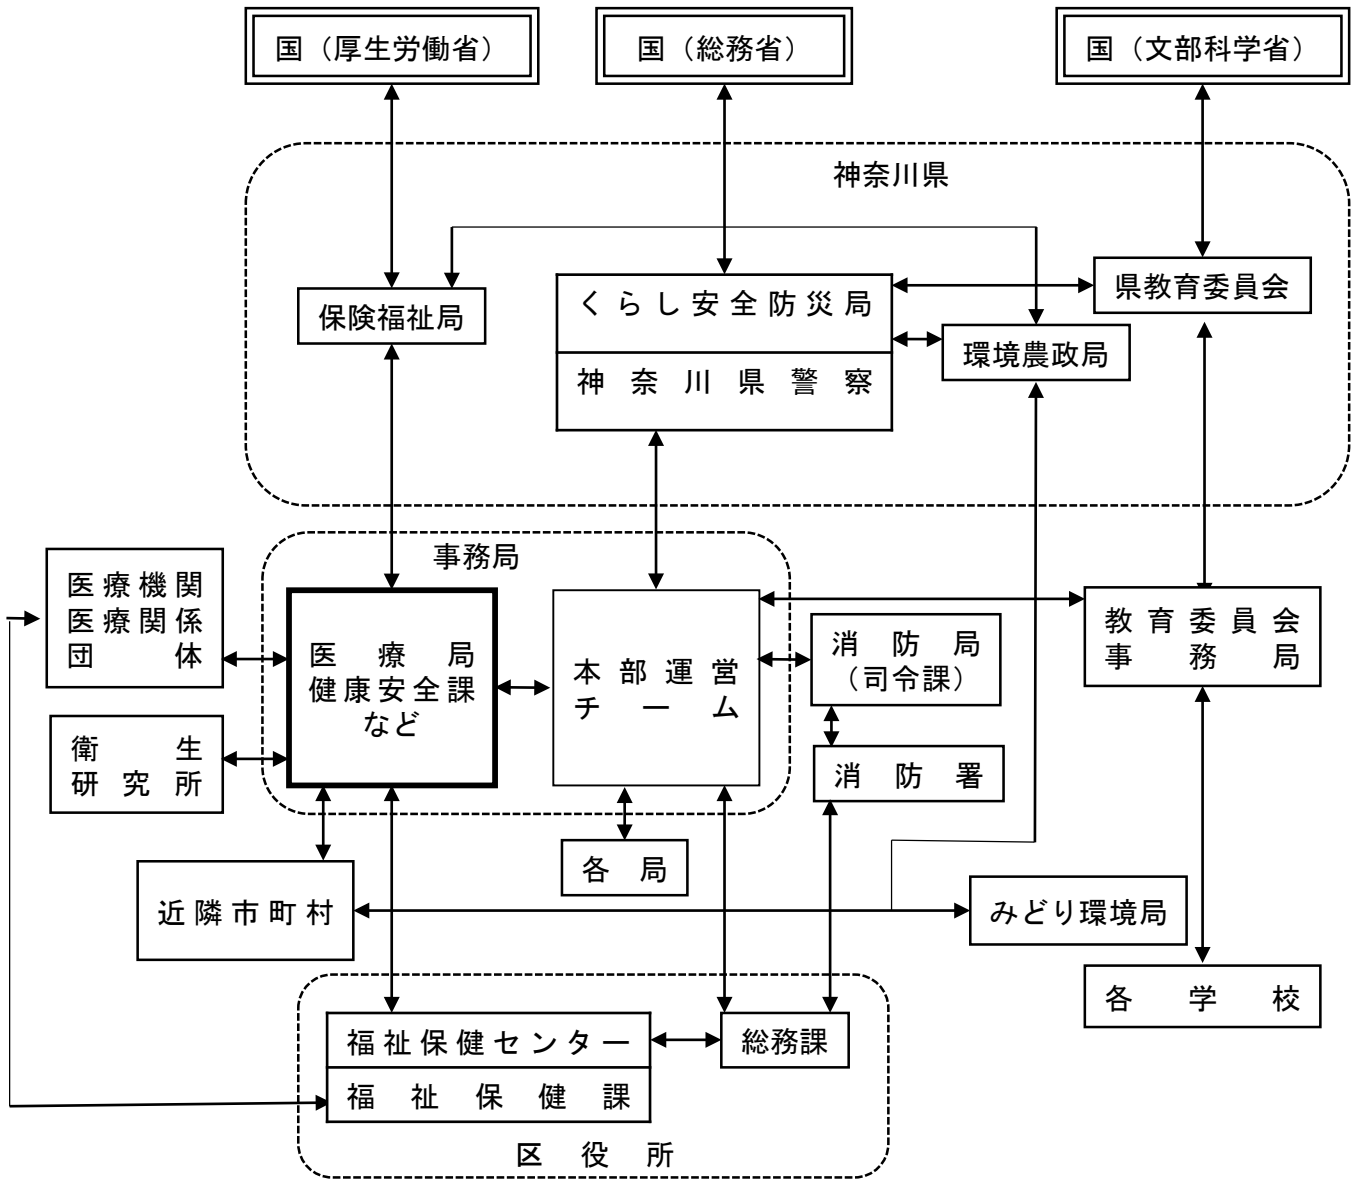 国（厚生労働省）
国（総務省）
国（文部科学省）
神奈川県
保険福祉局
くらし安全防災局
神奈川県警察
県教育委員会
環境農政局
事務局
医療機関
医療関係
団体
医療局
健康安全課
など
本部運営
チーム
消防局
（司令課）
教育委員会
事務局
衛生
研究所
消防署
各局
近隣市町村
みどり環境局
各学校
福祉保健センター
福祉保健課
総務課
区役所